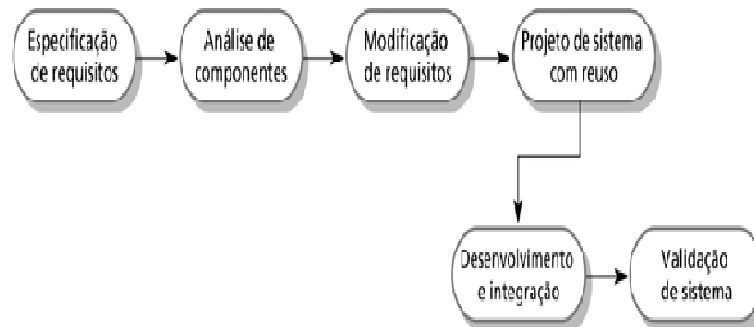 Especificação
de requisitos
Análise de
componentes
Modificação
de requisitos
Projeto de sistema
com reuso
Desenvolvimento
e integração
Validação
de sistema